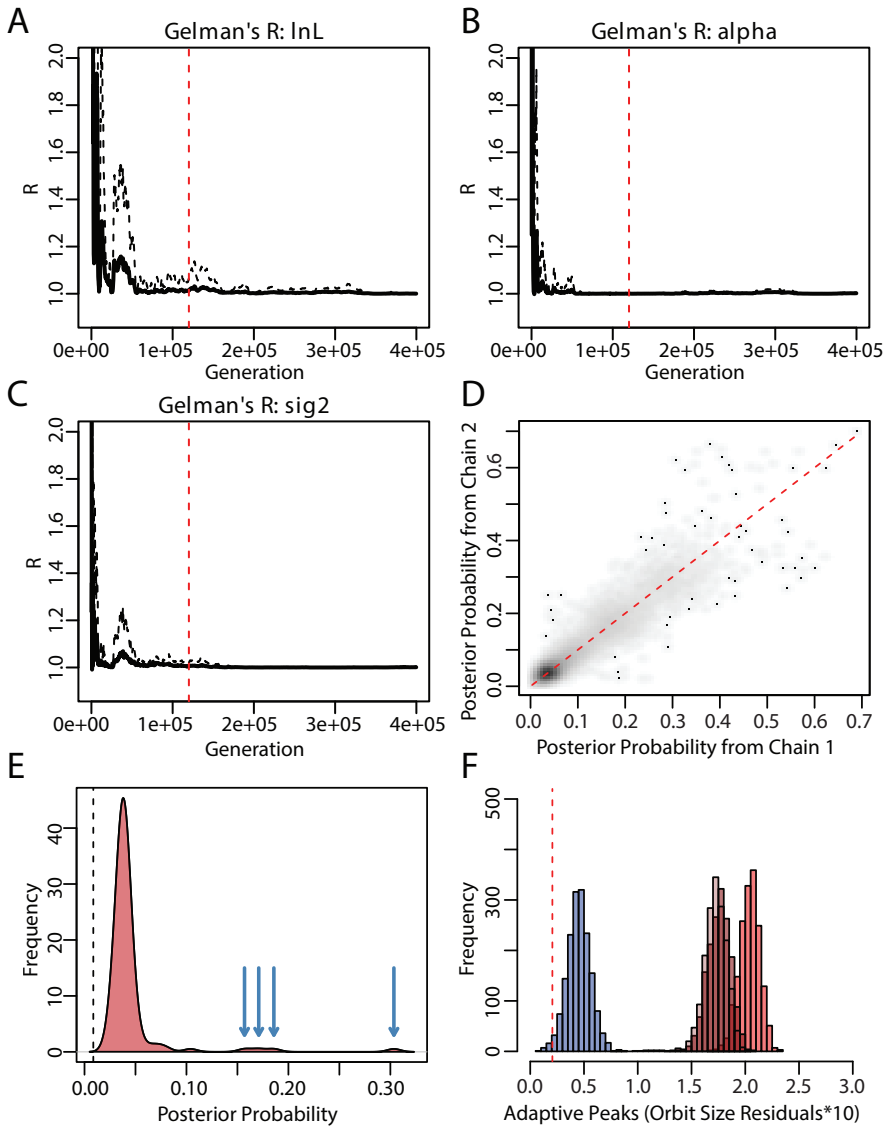 A
Gelman's R: lnL
R
1.0 1.2 1.4 1.6 1.8 2.0
0e+00 1e+05 2e+05 3e+05 4e+05
Generation
B
Gelman's R: alpha
R
1.0 1.2 1.4 1.6 1.8 2.0
0e+00 1e+05 2e+05 3e+05 4e+05
Generation
C
Gelman's R: sig2
R
1.0 1.2 1.4 1.6 1.8 2.0
0e+00 1e+05 2e+05 3e+05 4e+05
Generation
D
Posterior Probability from Chain 2
0.0 0.2 0.4 0.6
0.0 0.1 0.2 0.3 0.4 0.5 0.6 0.7
Posterior Probability from Chain 1
E
Frequency
0 10 20 30 40
0.00 0.10 0.20 0.30
Posterior Probability
F
Frequency
0 100 300 500
0.0 0.5 1.0 1.5 2.0 2.5 3.0
Adaptive Peaks (Orbit Size Residuals*10)